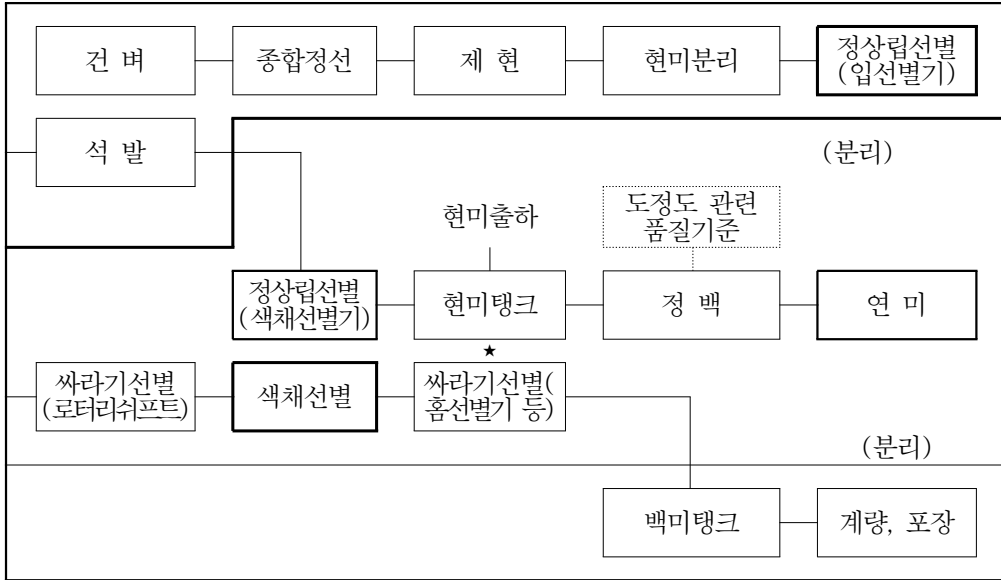 건 벼
종합정선
제 현
현미분리
정상립선별
(입선별기)
석 발
(분리)
현미출하
도정도 관련
품질기준
정상립선별
(색채선별기)
현미탱크
정 백
연 미
★
싸라기선별
(로터리쉬프트)
색채선별
싸라기선별(
홈선별기 등)
(분리)
백미탱크
계량, 포장